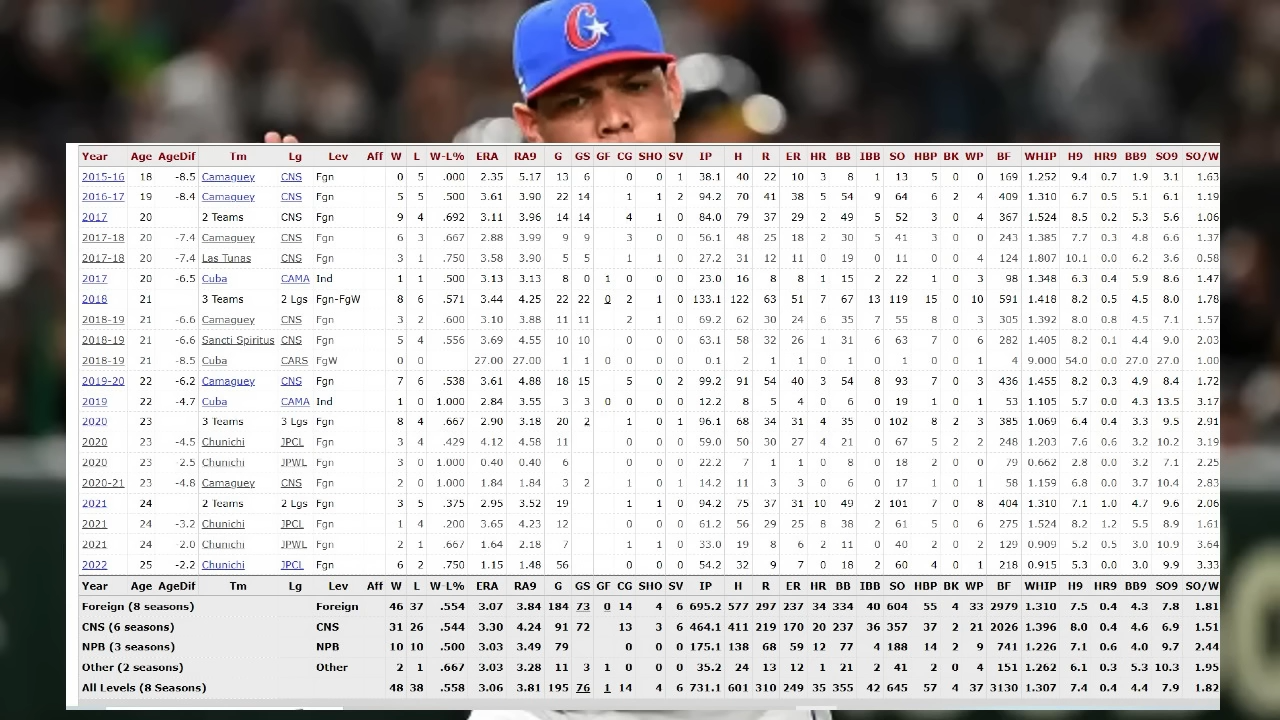 C
Year Age AgeDif Tm Lg Lev Aff W L W-L% ERA RA9 G GS GF CG SHO SV IP H R ER HR BB IBB SO HBP BK WP BF WHIP H9 HR9 BB9 SO9 SO/W
2015-16 18 -8.5 Camaguey CNS Fgn 0 5 .000 2.35 5.17 13 6 0 0 1 38.1 40 22 10 3 8 1 13 5 0 0 169 1.252 9.4 0.7 1.9 3.1 1.63
2016-17 19 -8.4 Camaguey CNS Fgn 5 5 .500 3.61 3.90 22 14 1 1 2 94.2 70 41 38 5 54 9 64 6 2 4 409 1.310 6.7 0.5 5.1 6.1 1.19
2017 20 2 Teams CNS Fgn 9 4 .692 3.11 3.96 14 14 4 1 0 84.0 79 37 29 2 49 5 52 3 0 4 367 1.524 8.5 0.2 5.3 5.6 1.06
2017-18 20 -7.4 Camaguey CNS Fgn 6 3 .667 2.88 3.99 9 9 3 0 0 56.1 48 25 18 2 30 5 41 3 0 0 243 1.385 7.7 0.3 4.8 6.6 1.37
2017-18 20 -7.4 Las Tunas CNS Fgn 3 1 .750 3.58 3.90 5 5 1 1 0 27.2 31 12 11 0 19 0 11 0 0 4 124 1.807 10.1 0.0 6.2 3.6 0.58
2017 20 -6.5 Cuba CAMA Ind 1 1 .500 3.13 3.13 8 0 1 0 0 0 23.0 16 8 8 1 15 2 22 1 0 3 98 1.348 6.3 0.4 5.9 8.6 1.47
2018 21 3 Teams 2 Lgs Fgn-FgW 8 6 .571 3.44 4.25 22 22 0 2 1 0 133.1 122 63 51 7 67 13 119 15 0 10 591 1.418 8.2 0.5 4.5 8.0 1.78
2018-19 21 -6.6 Camaguey CNS Fgn 3 2 .600 3.10 3.88 11 11 2 1 0 69.2 62 30 24 6 35 7 55 8 0 3 305 1.392 8.0 0.8 4.5 7.1 1.57
2018-19 21 -6.6 Sancti Spiritus CNS Fgn 5 4 .556 3.69 4.55 10 10 0 0 0 63.1 58 32 26 1 31 6 63 7 0 6 282 1.405 8.2 0.1 4.4 9.0 2.03
2018-19 21 -8.5 Cuba CARS FgW 0 0 27.00 27.00 1 1 0 0 0 0 0.1 2 1 1 0 1 0 1 0 0 1 4 9.000 54.0 0.0 27.0 27.0 1.00
2019-20 22 -6.2 Camaguey CNS Fgn 7 6 .538 3.61 4.88 18 15 5 0 2 99.2 91 54 40 3 54 8 93 7 0 3 436 1.455 8.2 0.3 4.9 8.4 1.72
2019 22 -4.7 Cuba CAMA Ind 1 0 1.000 2.84 3.55 3 3 0 0 0 0 12.2 8 5 4 0 6 0 19 1 0 1 53 1.105 5.7 0.0 4.3 13.5 3.17
2020 23 3 Teams 3 Lgs Fgn 8 4 .667 2.90 3.18 20 2 1 0 1 96.1 68 34 31 4 35 0 102 8 2 3 385 1.069 6.4 0.4 3.3 9.5 2.91
2020 23 -4.5 Chunichi JPCL Fgn 3 4 .429 4.12 4.58 11 0 0 0 59.0 50 30 27 4 21 0 67 5 2 2 248 1.203 7.6 0.6 3.2 10.2 3.19
2020 23 2.5 Chunichi JPWL Fgn 3 0 1.000 0.40 0.40 6 0 0 0 22.2 7 1 1 0 8 0 18 2 0 0 79 0.662 2.8 0.0 3.2 7.1 2.25
2020-21 23 -4.8 Camaguey CNS Fgn 2 0 1.000 1.84 1.84 3 2 1 0 1 14.2 11 3 3 0 6 0 17 1 0 1 58 1.159 6.8 0.0 3.7 10.4 2.83
2021 24 2 Teams 2 Lgs Fgn 3 5 .375 2.95 3.52 19 1 1 0 94.2 75 37 31 10 49 2 101 7 0 8 404 1.310 7.1 1.0 4.7 9.6 2.06
2021 24 -3.2 Chunichi JPCL Fgn 1 4 .200 3.65 4.23 12 0 0 0 61.2 56 29 25 8 38 2 61 5 0 6 275 1.524 8.2 1.2 5.5 8.9 1.61
2021 24 -2.0 Chunichi JPWL Fgn 2 1 .667 1.64 2.18 7 1 1 0 33.0 19 8 6 2 11 0 40 2 0 2 129 0.909 5.2 0.5 3.0 10.9 3.64
2022 25 -2.2 Chunichi JPCL Fgn 6 2 .750 1.15 1.48 56 0 0 0 54.2 32 9 7 0 18 2 60 4 0 1 218 0.915 5.3 0.0 3.0 9.9 3.33
Year Age AgeDif Tm Lg Lev Aff W L W-L% ERA RA9 G GS GF CG SHO SV IP H R ER HR BB IBB SO HBP BK WP BF WHIP H9 HR9 BB9 SO9 SO/W
Foreign (8 seasons) Foreign 46 37 .554 3.07 3.84 184 73 0 14 4 6 695.2 577 297 237 34 334 40 604 55 4 33 2979 1.310 7.5 0.4 4.3 7.8 1.81
CNS (6 seasons) CNS 31 26 .544 3.30 4.24 91 72 13 3 6 464.1 411 219 170 20 237 36 357 37 2 21 2026 1.396 8.0 0.4 4.6 6.9 1.51
NPB (3 seasons) NPB 10 10 .500 3.03 3.49 79 0 0 0 175.1 138 68 59 12 77 4 188 14 2 9 741 1.226 7.1 0.6 4.0 9.7 2.44
Other (2 seasons) Other 2 1 .667 3.03 3.28 11 3 1 0 0 0 35.2 24 13 12 1 21 2 41 2 0 4 151 1.262 6.1 0.3 5.3 10.3 1.95
All Levels (8 Seasons) 48 38 .558 3.06 3.81 195 76 1 14 4 6 731.1 601 310 249 35 355 42 645 57 4 37 3130 1.307 7.4 0.4 4.4 7.9 1.82